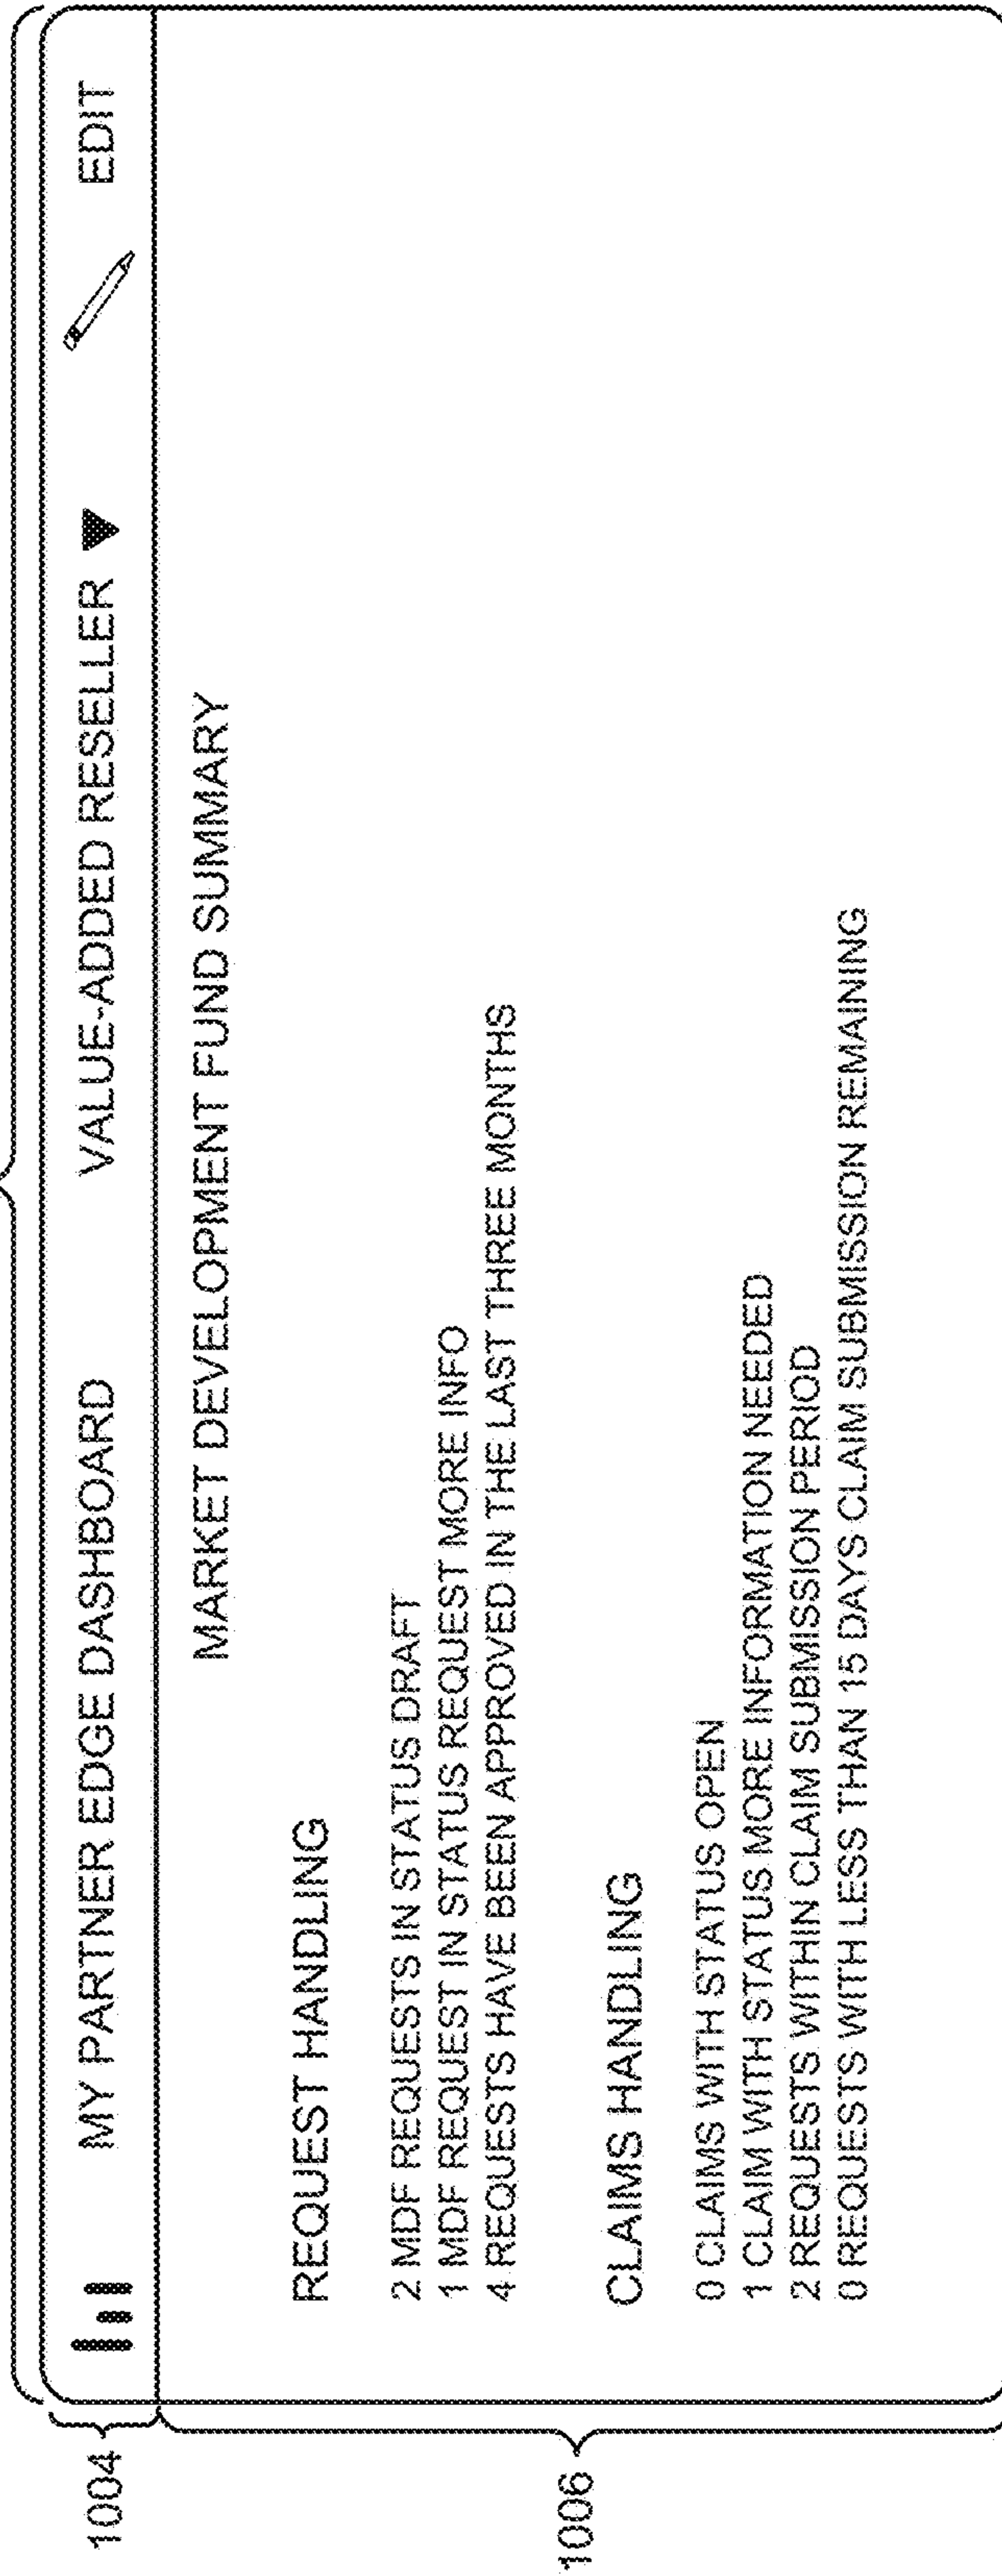 1004
MY PARTNER EDGE DASHBOARD VALUE-ADDED RESELLER EDIT
1006
MARKET DEVELOPMENT FUND SUMMARY
REQUEST HANDLING
2 MDF REQUESTS IN STATUS DRAFT
1 MDF REQUEST IN STATUS REQUEST MORE INFO
4 REQUESTS HAVE BEEN APPROVED IN THE LAST THREE MONTHS
CLAIMS HANDLING
0 CLAIMS WITH STATUS OPEN
1 CLAIM WITH STATUS MORE INFORMATION NEEDED
2 REQUESTS WITHIN CLAIM SUBMISSION PERIOD
0 REQUESTS WITH LESS THAN 15 DAYS CLAIM SUBMISSION REMAINING